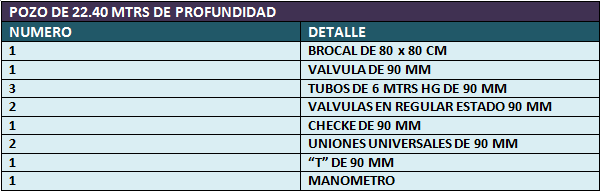 POZO DE 22.40 MTRS DE PROFUNDIDAD
NUMERO DETALLE
1 BROCAL DE 80 x 80 CM
1 VALVULA DE 90 MM
3 TUBOS DE 6 MTRS HG DE 90 MM
2 VALVULAS EN REGULAR ESTADO 90 MM
1 CHECKE DE 90 MM
2 UNIONES UNIVERSALES DE 90 MM
1 “T” DE 90 MM
1 MANOMETRO